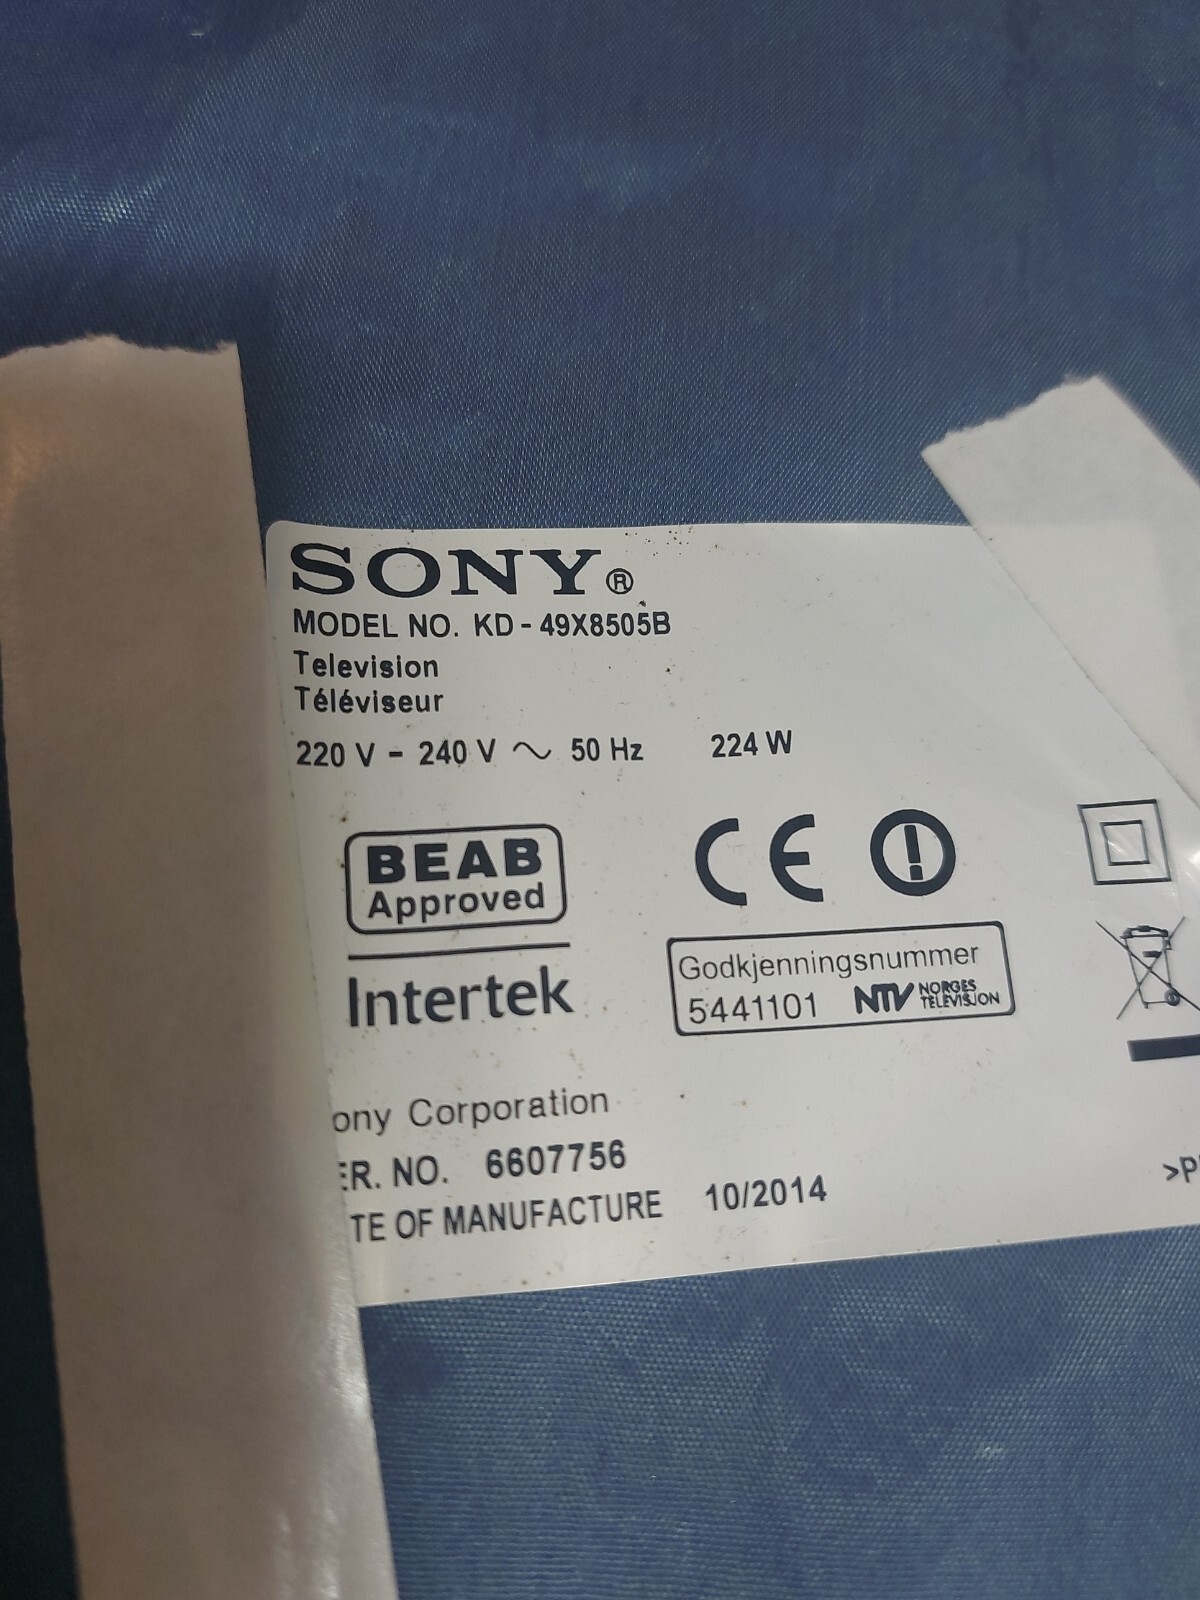 SONY®
MODEL NO. KD - 49X8505B
Television
Téléviseur
220 V - 240 V ~ 50 Hz 224 W
BEAB
Approved
Intertek
CE
Godkjenningsnummer
5441101 NTV NORGES TELEVISJON
ony Corporation
ER. NO. 6607756
TE OF MANUFACTURE 10/2014
>P